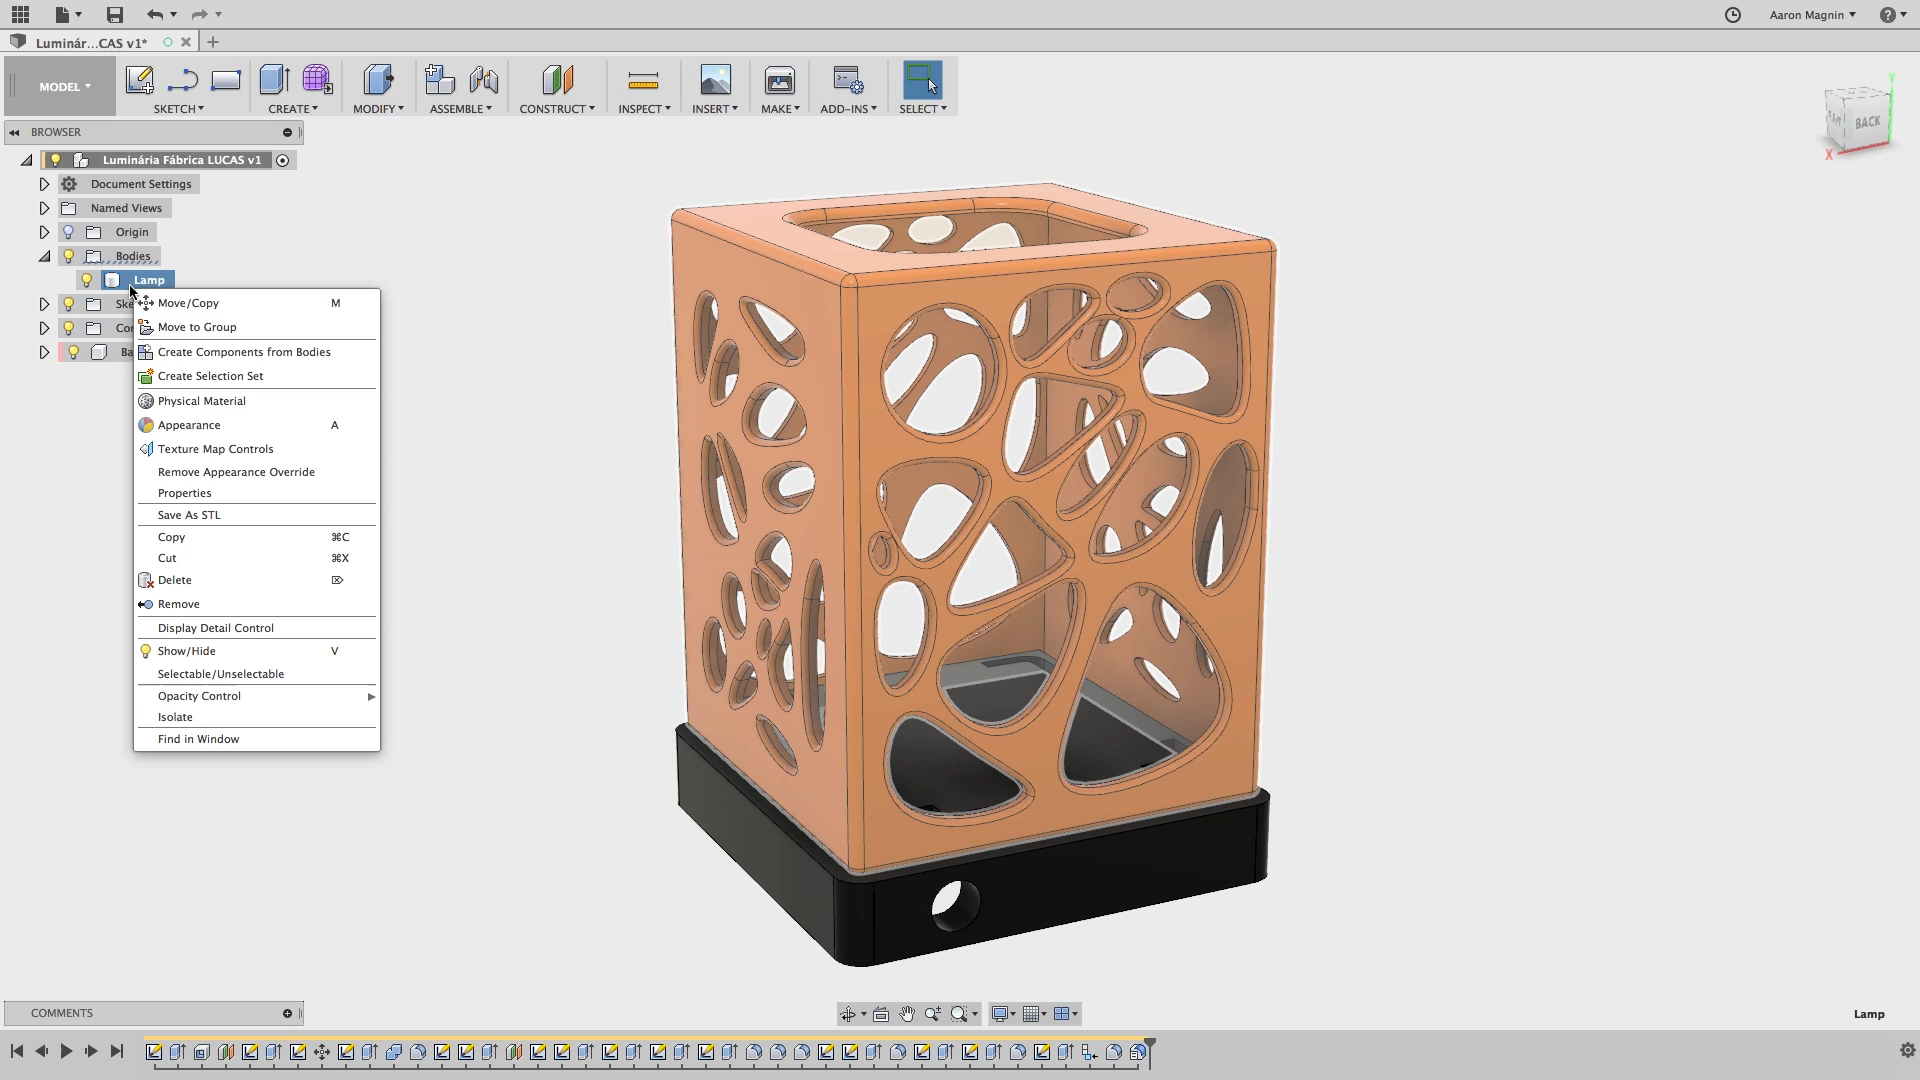 Aaron Magnin
Luminár...CAS v1*
MODEL
SKETCH
CREATE
MODIFY
ASSEMBLE
CONSTRUCT
INSPECT
INSERT
MAKE
ADD-INS
SELECT
BROWSER
Luminária Fábrica LUCAS v1
Document Settings
Named Views
Origin
Bodies
Lamp
Ske
Cor
Ba
Move/Copy M
Move to Group
Create Components from Bodies
Create Selection Set
Physical Material
Appearance A
Texture Map Controls
Remove Appearance Override
Properties
Save As STL
Copy ⌘C
Cut ⌘X
Delete ⌦
Remove
Display Detail Control
Show/Hide V
Selectable/Unselectable
Opacity Control
Isolate
Find in Window
Y
BACK
X
COMMENTS
Lamp